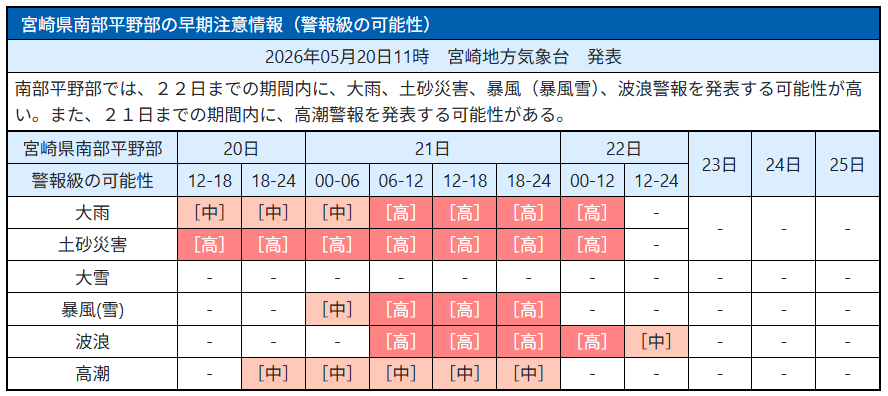 宮崎県南部平野部の早期注意情報（警報級の可能性）
2026年05月20日11時　宮崎地方気象台　発表
南部平野部では、２２日までの期間内に、大雨、土砂災害、暴風（暴風雪）、波浪警報を発表する可能性が高
い。また、２１日までの期間内に、高潮警報を発表する可能性がある。
宮崎県南部平野部 20日 21日 22日 23日 24日 25日
警報級の可能性 12-18 18-24 00-06 06-12 12-18 18-24 00-12 12-24
大雨 [中] [中] [中] [高] [高] [高] [高] - - - -
土砂災害 [高] [高] [高] [高] [高] [高] [高] -
大雪 - - - - - - - - - - -
暴風(雪) - - [中] [高] [高] [高] - - - - -
波浪 - - - [高] [高] [高] [高] [中] - - -
高潮 - [中] [中] [中] [中] [中] - - - - -